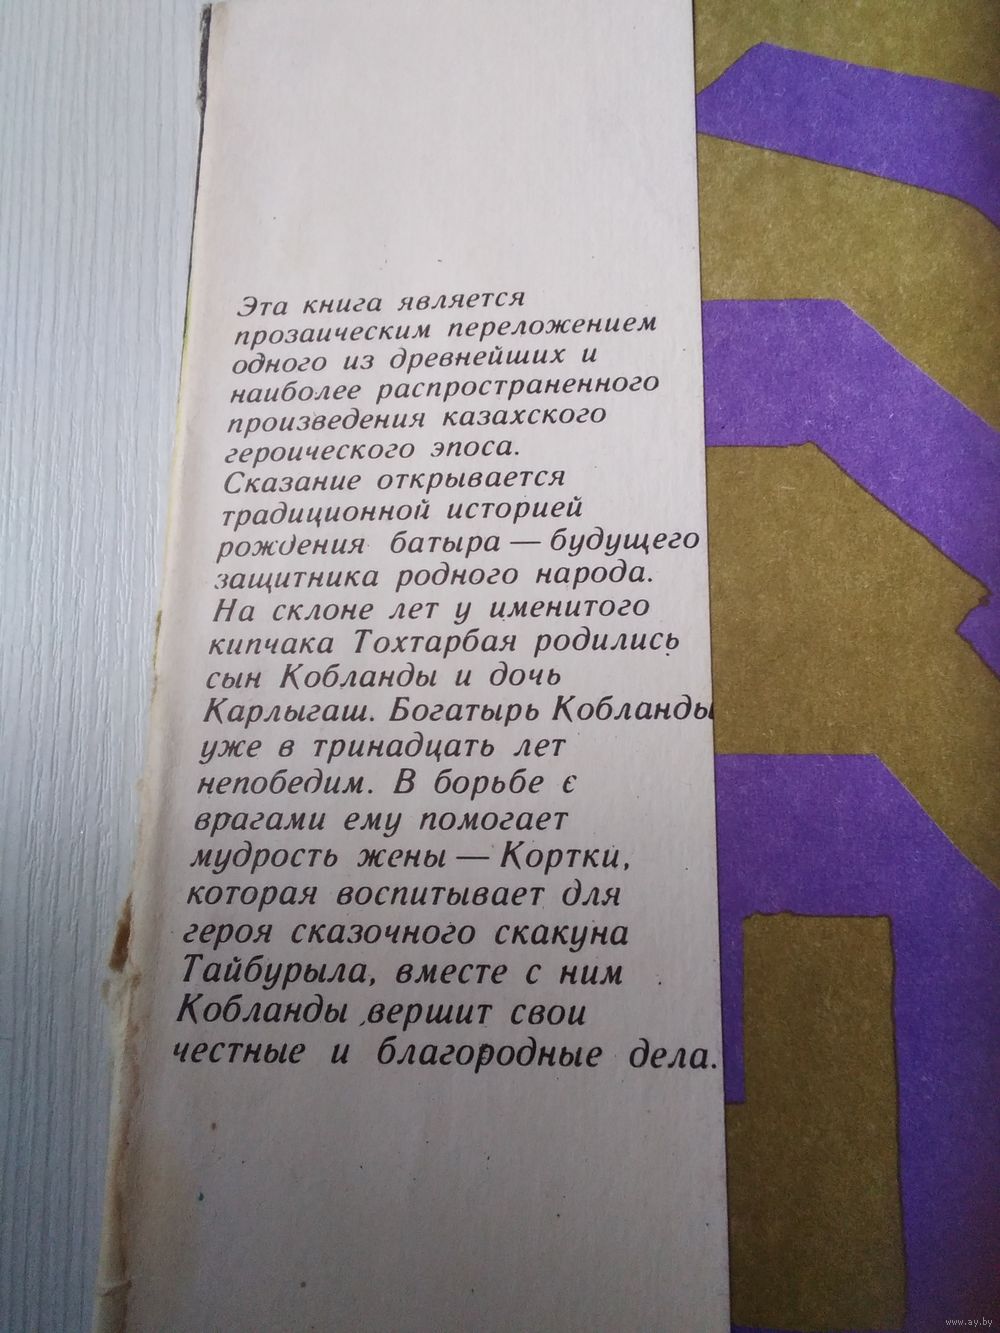 Эта книга является
прозаическим переложением
одного из древнейших и
наиболее распространенного
произведения казахского
героического эпоса.
Сказание открывается
традиционной историей
рождения батыра — будущего
защитника родного народа.
На склоне лет у именитого
кипчака Тохтарбая родились
сын Кобланды и дочь
Карлыгаш. Богатырь Кобланды
уже в тринадцать лет
непобедим. В борьбе с
врагами ему помогает
мудрость жены — Кортки,
которая воспитывает для
героя сказочного скакуна
Тайбурыла, вместе с ним
Кобланды вершит свои
честные и благородные дела.
www.ay.by